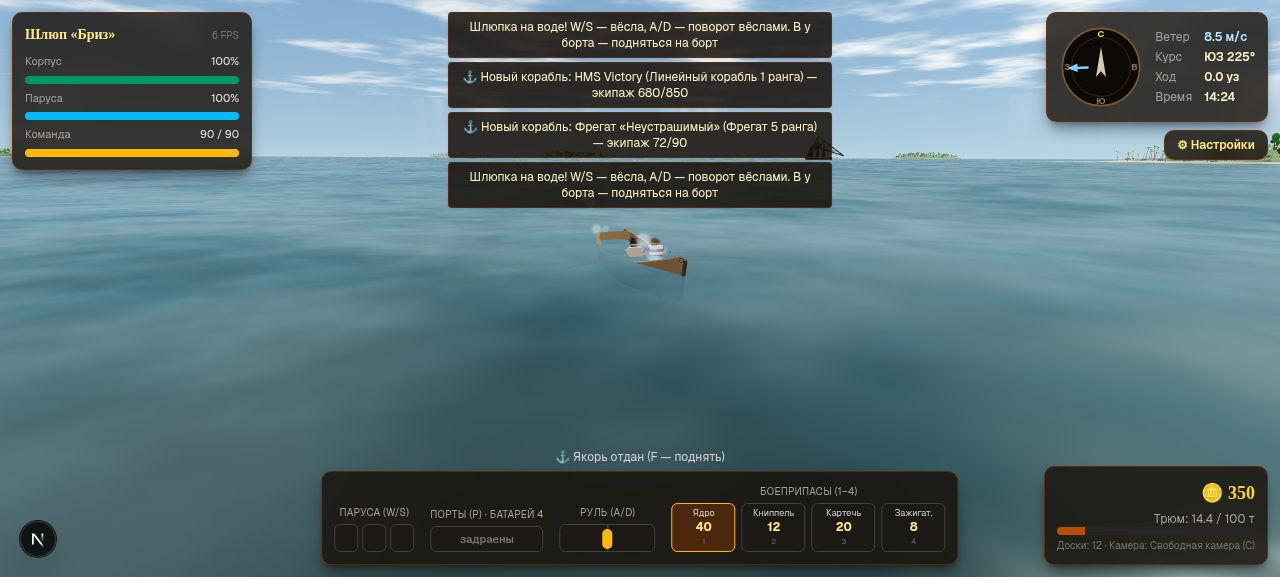 Шлюп «Бриз»
6 FPS
Корпус
100%
Паруса
100%
Команда
90 / 90
Шлюпка на воде! W/S — вёсла, A/D — поворот вёслами. B у
борта — подняться на борт
⚓ Новый корабль: HMS Victory (Линейный корабль 1 ранга) —
экипаж 680/850
⚓ Новый корабль: Фрегат «Неустрашимый» (Фрегат 5 ранга)
— экипаж 72/90
Шлюпка на воде! W/S — вёсла, A/D — поворот вёслами. B у
борта — подняться на борт
С
З
В
Ю
Ветер 8.5 м/с
Курс ЮЗ 225°
Ход 0.0 уз
Время 14:24
⚙ Настройки
⚓ Якорь отдан (F — поднять)
ПАРУСА (W/S)
ПОРТЫ (P) · БАТАРЕЙ 4
задраены
РУЛЬ (A/D)
БОЕПРИПАСЫ (1–4)
Ядро
40
1
Книппель
12
2
Картечь
20
3
Зажигат.
8
4
350
Трюм: 14.4 / 100 т
Доски: 12 · Камера: Свободная камера (C)
N